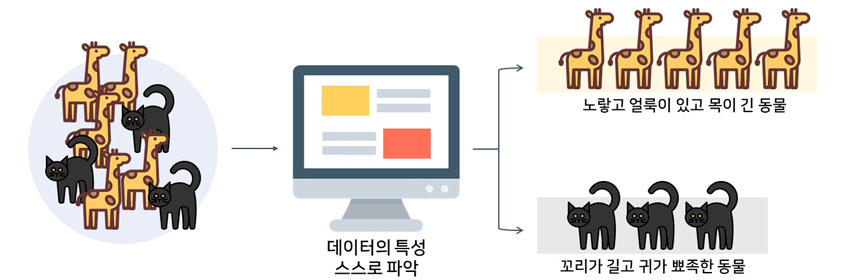 노랗고 얼룩이 있고 목이 긴 동물
데이터의 특성
스스로 파악
꼬리가 길고 귀가 뾰족한 동물